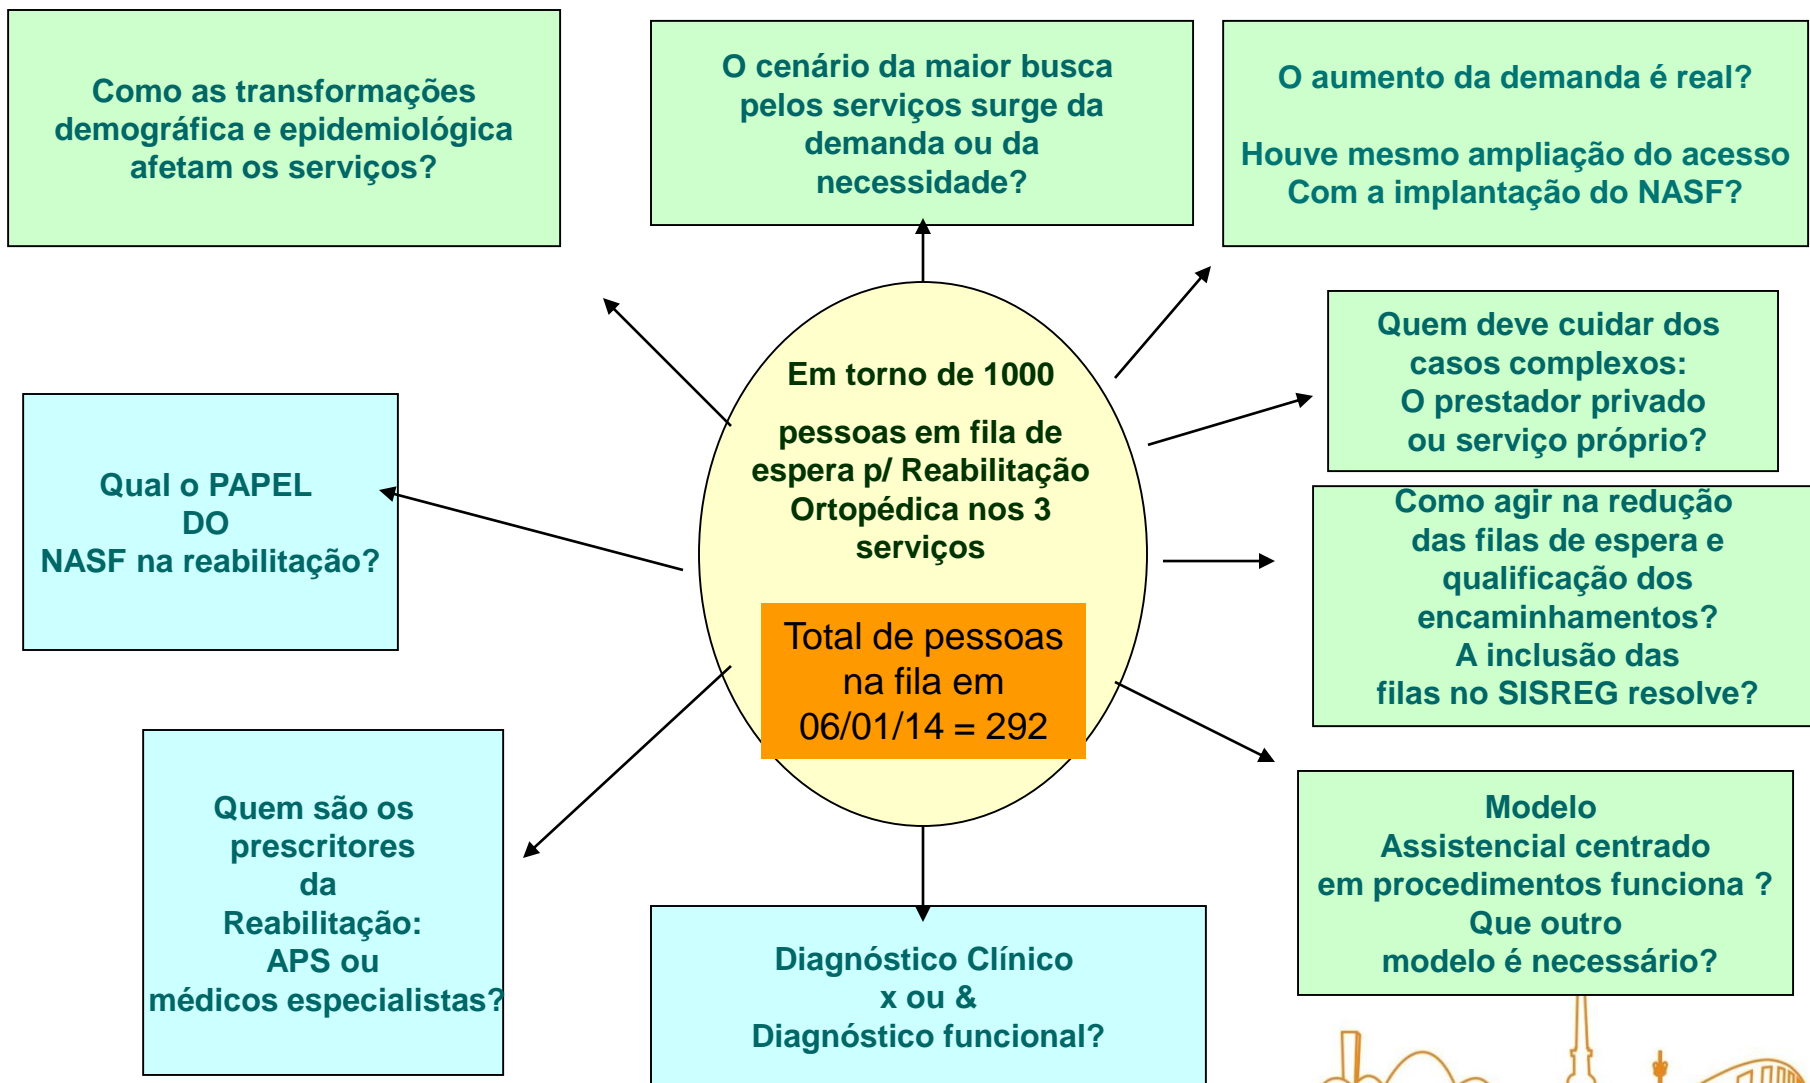 Como as transformações
demográfica e epidemiológica
afetam os serviços?
O cenário da maior busca
pelos serviços surge da
demanda ou da
necessidade?
O aumento da demanda é real?
Houve mesmo ampliação do acesso
Com a implantação do NASF?
Quem deve cuidar dos
casos complexos:
O prestador privado
ou serviço próprio?
Em torno de 1000
pessoas em fila de
espera p/ Reabilitação
Ortopédica nos 3
serviços
Total de pessoas
na fila em
06/01/14 = 292
Qual o PAPEL
DO
NASF na reabilitação?
Como agir na redução
das filas de espera e
qualificação dos
encaminhamentos?
A inclusão das
filas no SISREG resolve?
Quem são os
prescritores
da
Reabilitação:
APS ou
médicos especialistas?
Diagnóstico Clínico
x ou &
Diagnóstico funcional?
Modelo
Assistencial centrado
em procedimentos funciona ?
Que outro
modelo é necessário?